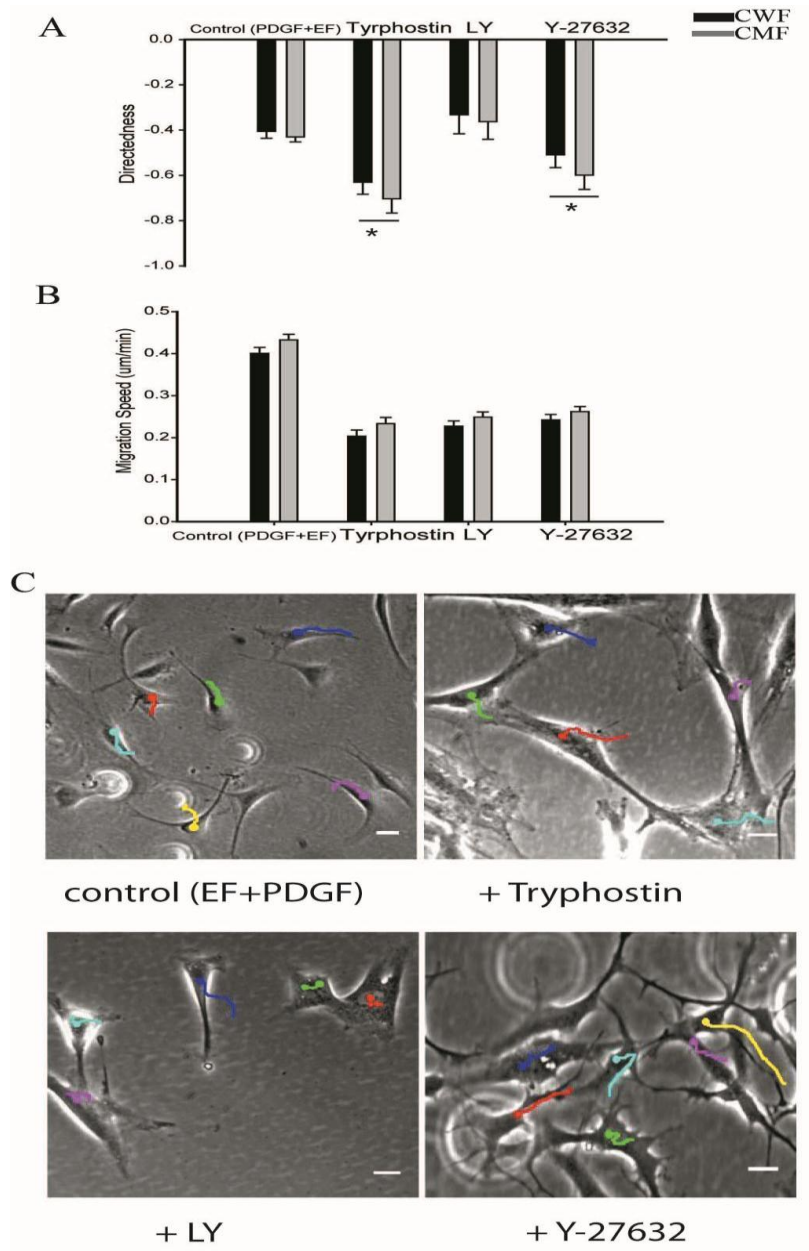 A
CWF
CMF
Control (PDGF+EF) Tyrphostin LY Y-27632
0.0
-0.2
-0.4
-0.6
-0.8
-1.0
Directedness
*
*
B
0.5
0.4
0.3
0.2
0.1
0.0
Migration Speed (um/min)
Control (PDGF+EF) Tyrphostin LY Y-27632
C
control (EF+PDGF)
+ Tryphostin
+ LY
+ Y-27632